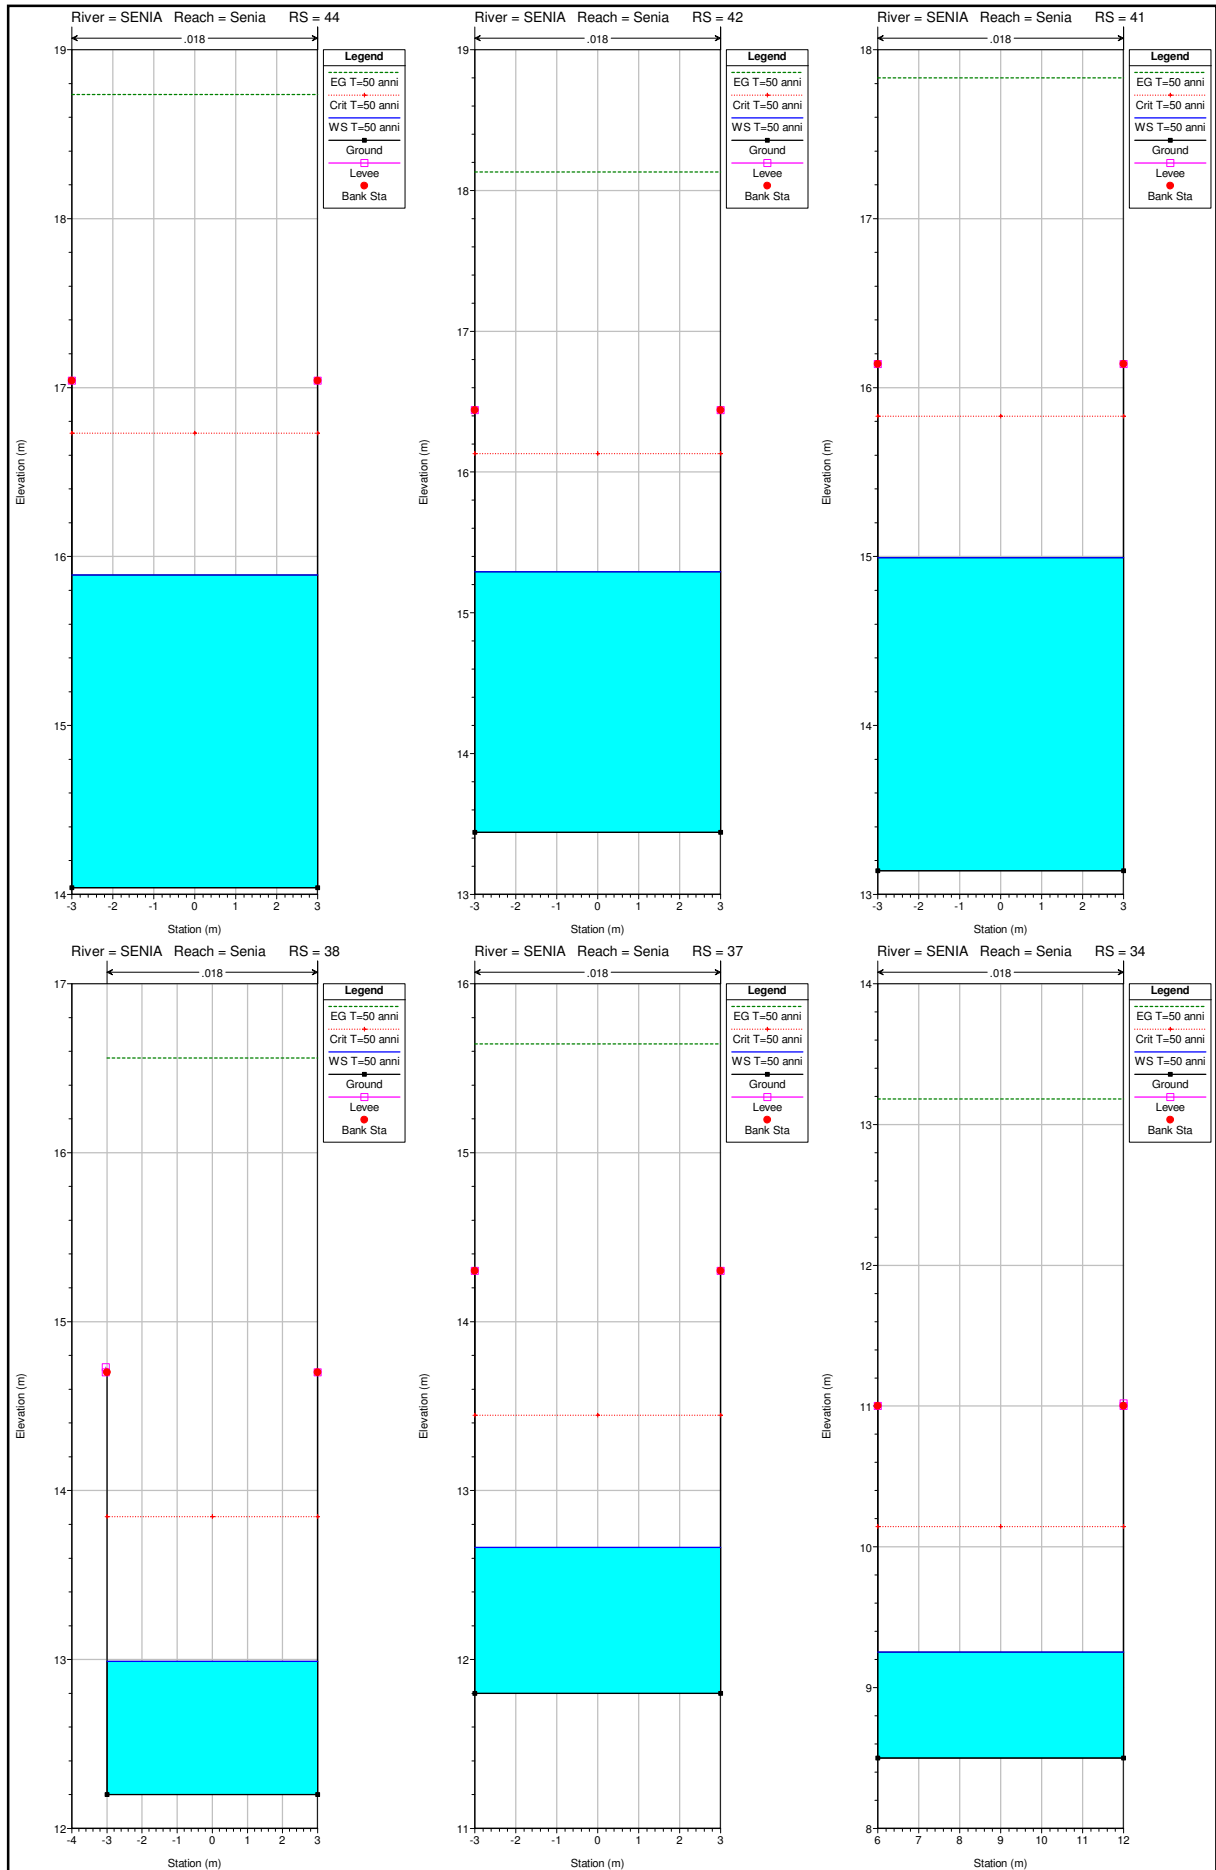 River = SENIA Reach = Senia RS = 44
.018
Legend
EG T=50 anni
Crit T=50 anni
WS T=50 anni
Ground
Levee
Bank Sta
19
18
17
16
15
14
Elevation (m)
-3 -2 -1 0 1 2 3
Station (m)
River = SENIA Reach = Senia RS = 42
.018
Legend
EG T=50 anni
Crit T=50 anni
WS T=50 anni
Ground
Levee
Bank Sta
19
18
17
16
15
14
13
Elevation (m)
-3 -2 -1 0 1 2 3
Station (m)
River = SENIA Reach = Senia RS = 41
.018
Legend
EG T=50 anni
Crit T=50 anni
WS T=50 anni
Ground
Levee
Bank Sta
18
17
16
15
14
13
Elevation (m)
-3 -2 -1 0 1 2 3
Station (m)
River = SENIA Reach = Senia RS = 38
.018
Legend
EG T=50 anni
Crit T=50 anni
WS T=50 anni
Ground
Levee
Bank Sta
17
16
15
14
13
12
Elevation (m)
-4 -3 -2 -1 0 1 2 3
Station (m)
River = SENIA Reach = Senia RS = 37
.018
Legend
EG T=50 anni
Crit T=50 anni
WS T=50 anni
Ground
Levee
Bank Sta
16
15
14
13
12
11
Elevation (m)
-3 -2 -1 0 1 2 3
Station (m)
River = SENIA Reach = Senia RS = 34
.018
Legend
EG T=50 anni
Crit T=50 anni
WS T=50 anni
Ground
Levee
Bank Sta
14
13
12
11
10
9
8
Elevation (m)
6 7 8 9 10 11 12
Station (m)